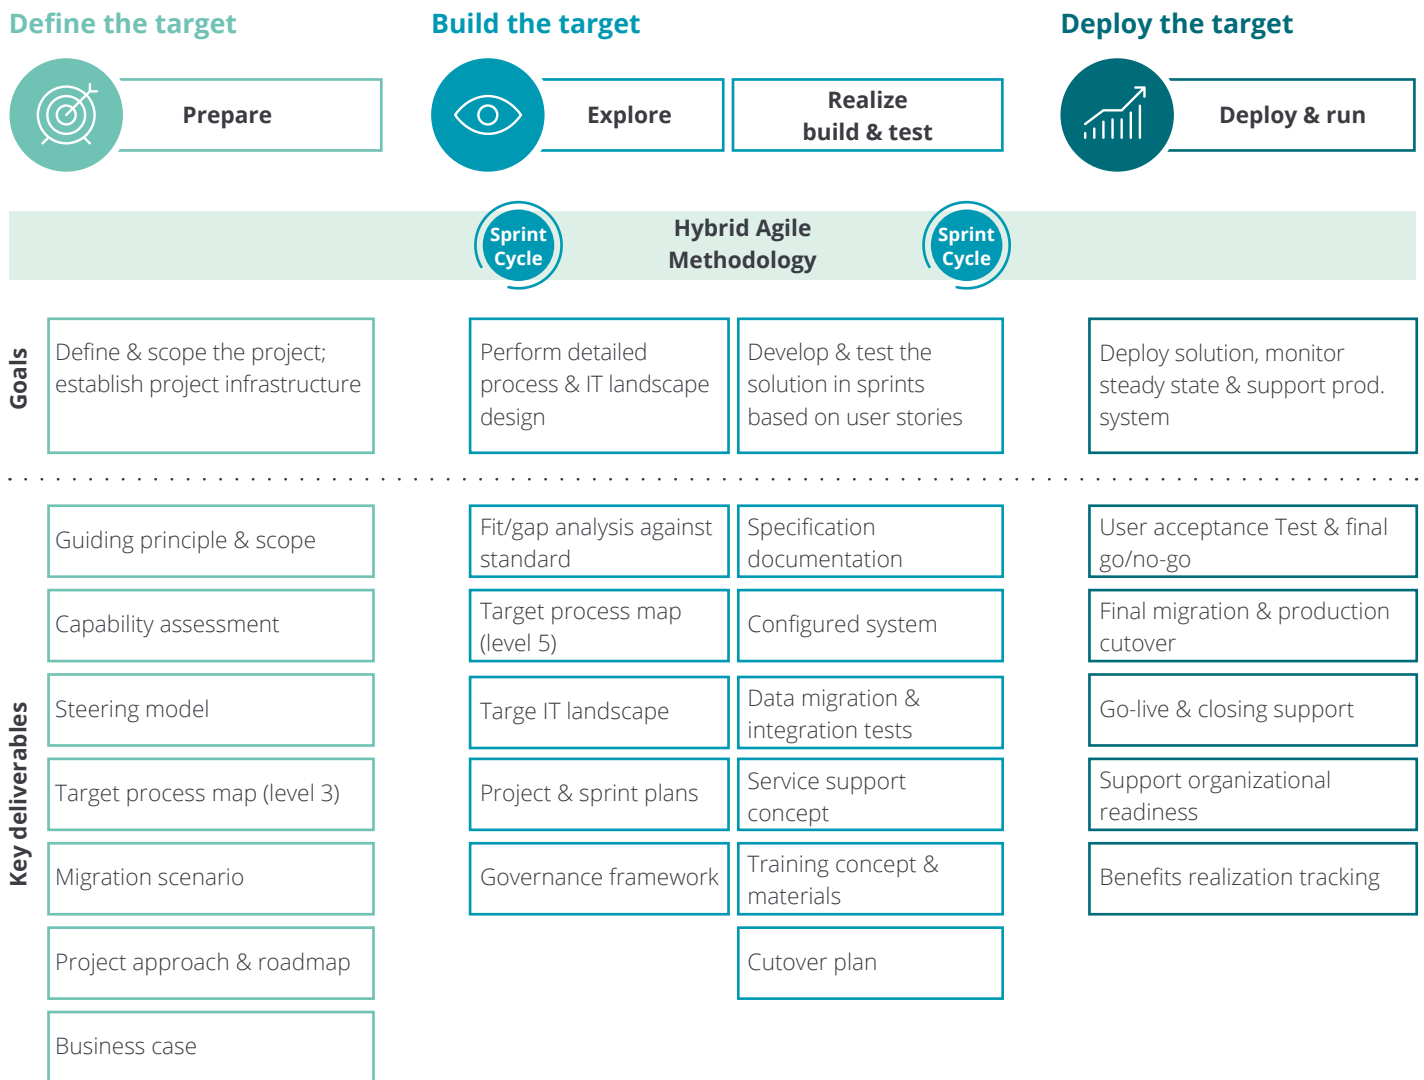 Define the target
Build the target
Deploy the target
Prepare
Explore
Realize
build & test
Deploy & run
Sprint
Cycle
Hybrid Agile
Methodology
Sprint
Cycle
Goals
Define & scope the project;
establish project infrastructure
Perform detailed
process & IT landscape
design
Develop & test the
solution in sprints
based on user stories
Deploy solution, monitor
steady state & support prod.
system
Key deliverables
Guiding principle & scope
Capability assessment
Steering model
Target process map (level 3)
Migration scenario
Project approach & roadmap
Business case
Fit/gap analysis against
standard
Target process map
(level 5)
Targe IT landscape
Project & sprint plans
Governance framework
Specification
documentation
Configured system
Data migration &
integration tests
Service support
concept
Training concept &
materials
Cutover plan
User acceptance Test & final
go/no-go
Final migration & production
cutover
Go-live & closing support
Support organizational
readiness
Benefits realization tracking